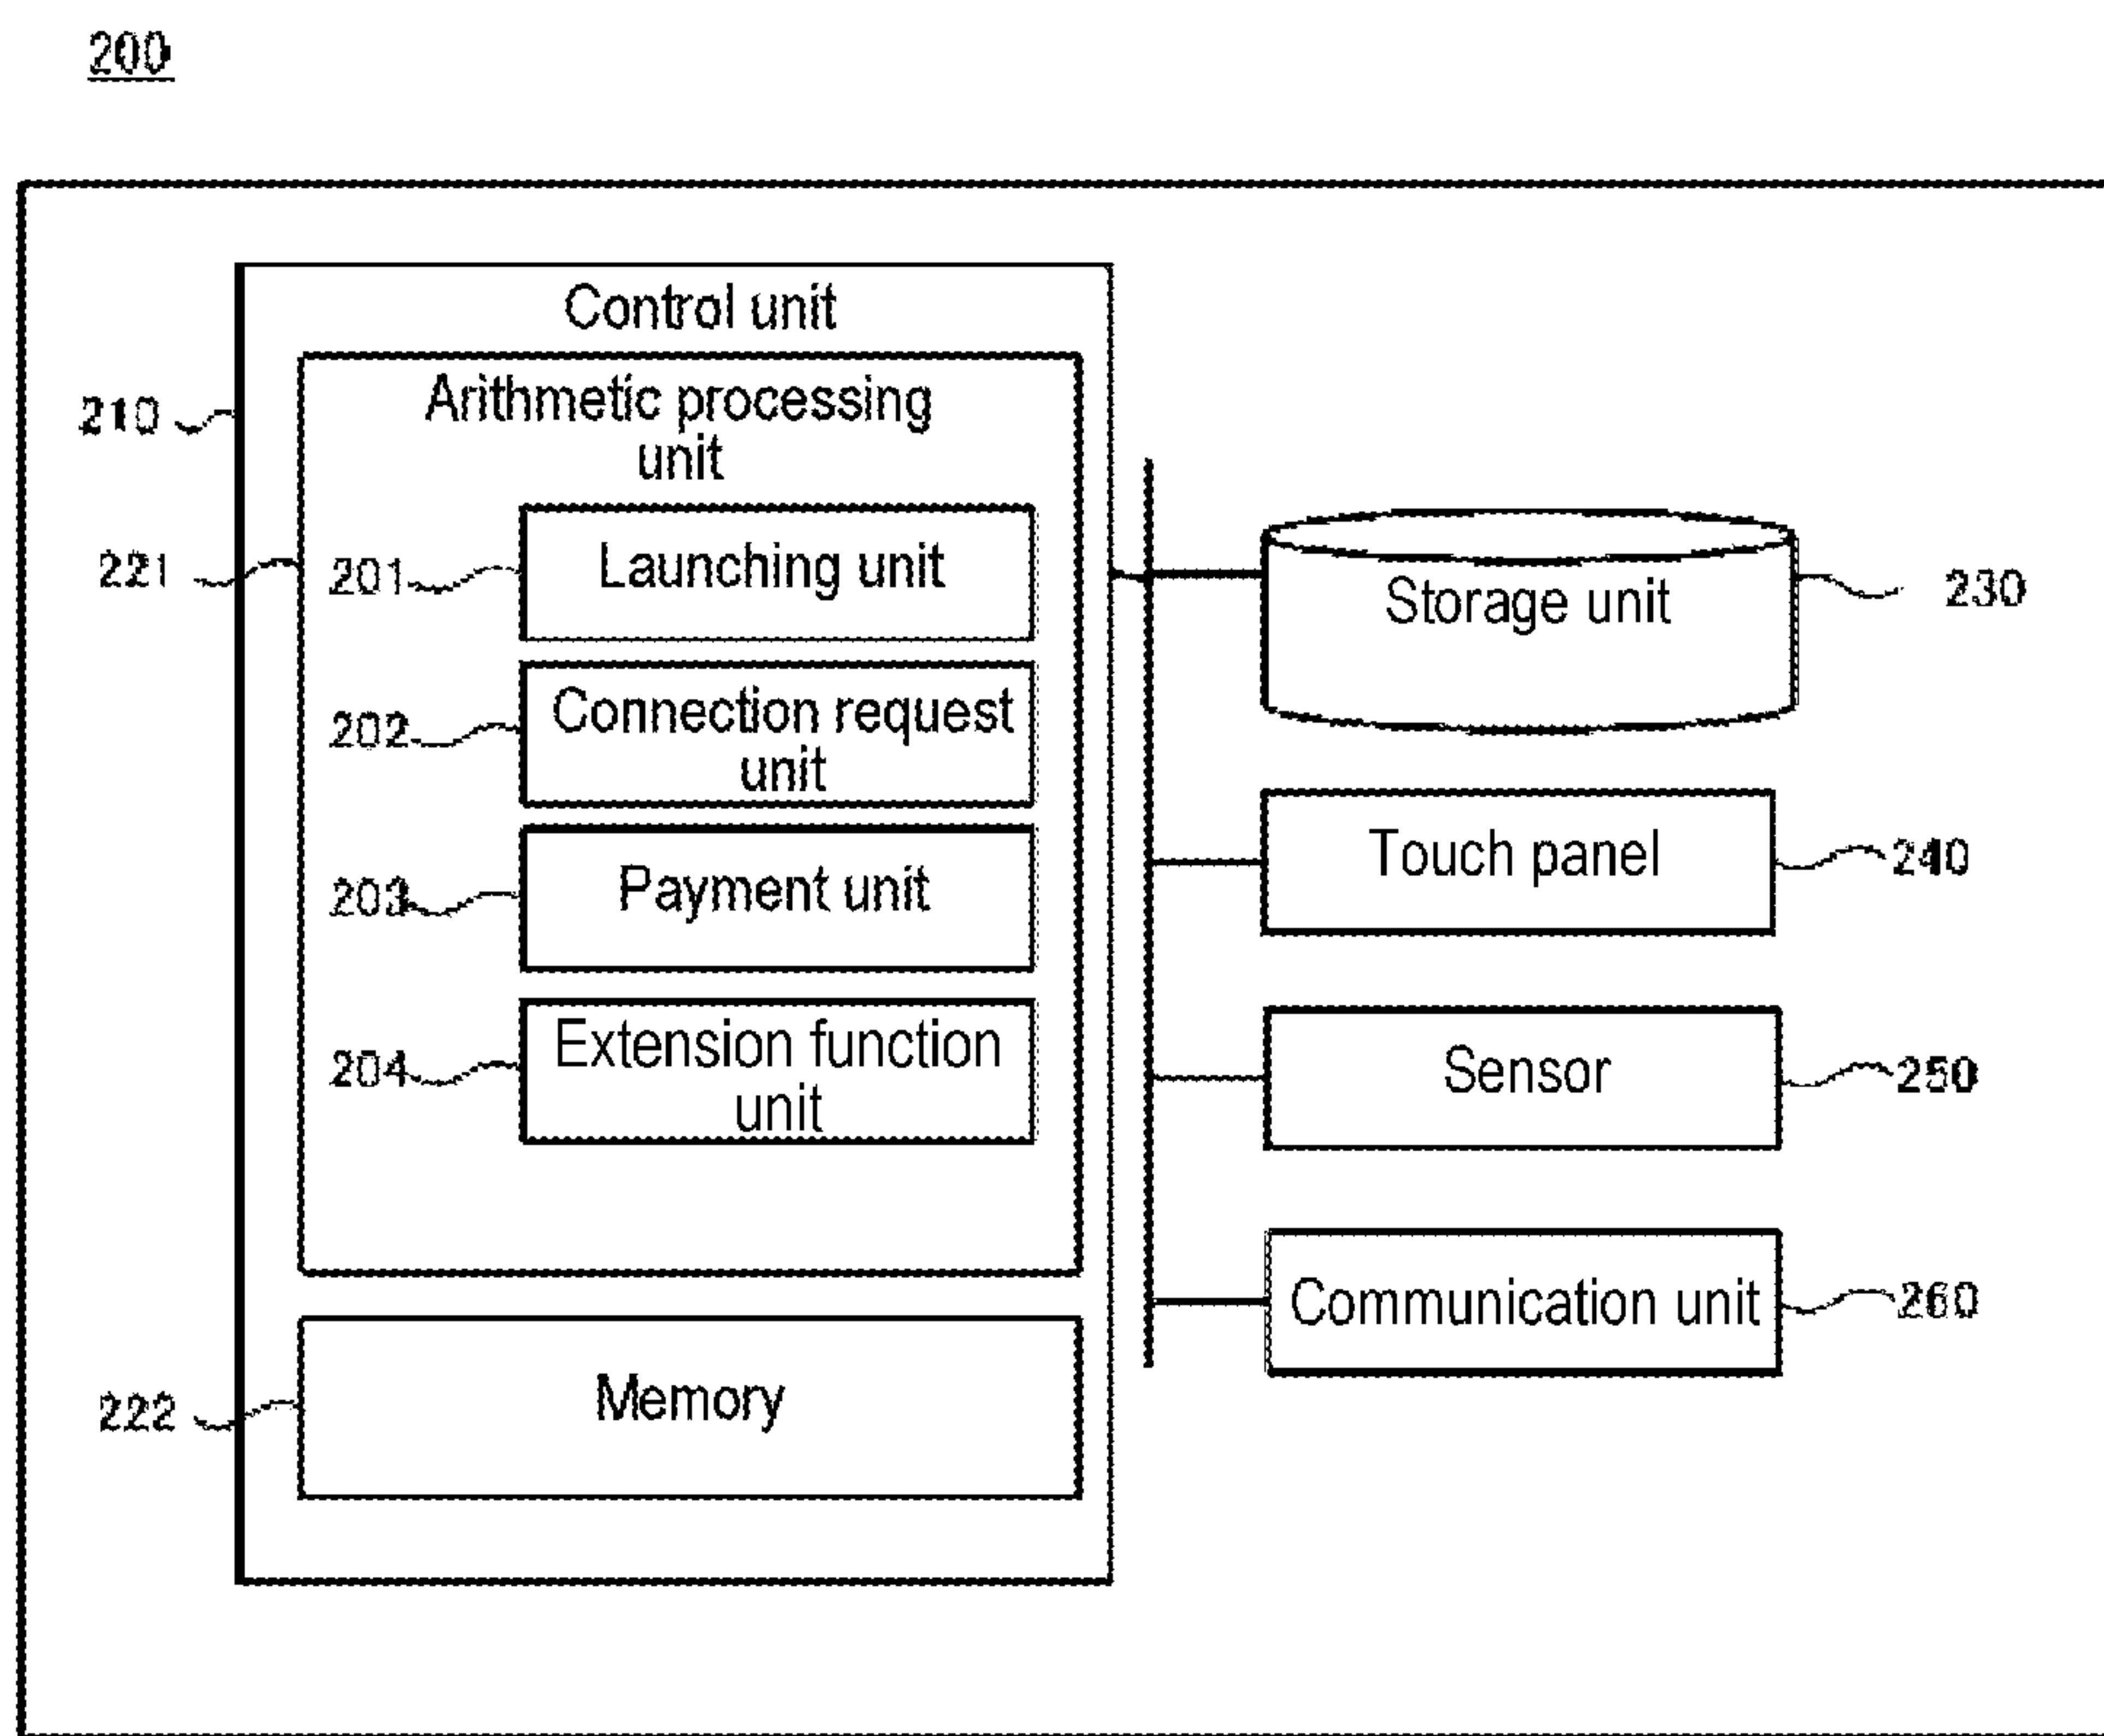 200
Control unit
210
Arithmetic processing
unit
221
201
Launching unit
202
Connection request
unit
203
Payment unit
204
Extension function
unit
222
Memory
Storage unit
230
Touch panel
240
Sensor
250
Communication unit
260